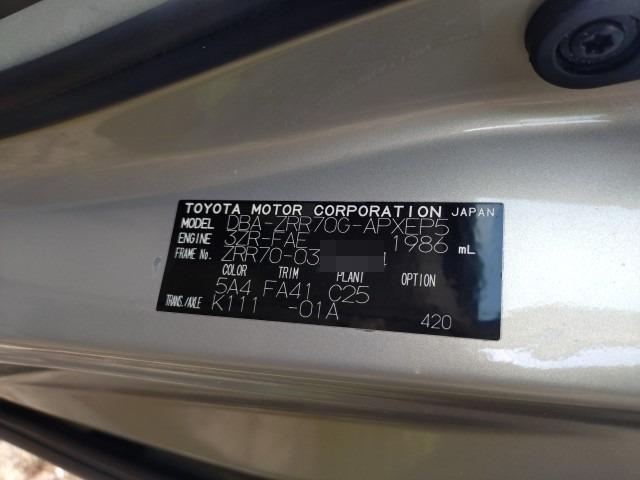 TOYOTA MOTOR CORPORATION JAPAN
MODEL DBA-ZRR70G-APXEP5
ENGINE 3ZR-FAE 1986 mL
FRAME No. ZRR70-03
COLOR TRIM PLANT OPTION
5A4 FA41 C25
TRANS./AXLE K111 -01A
420